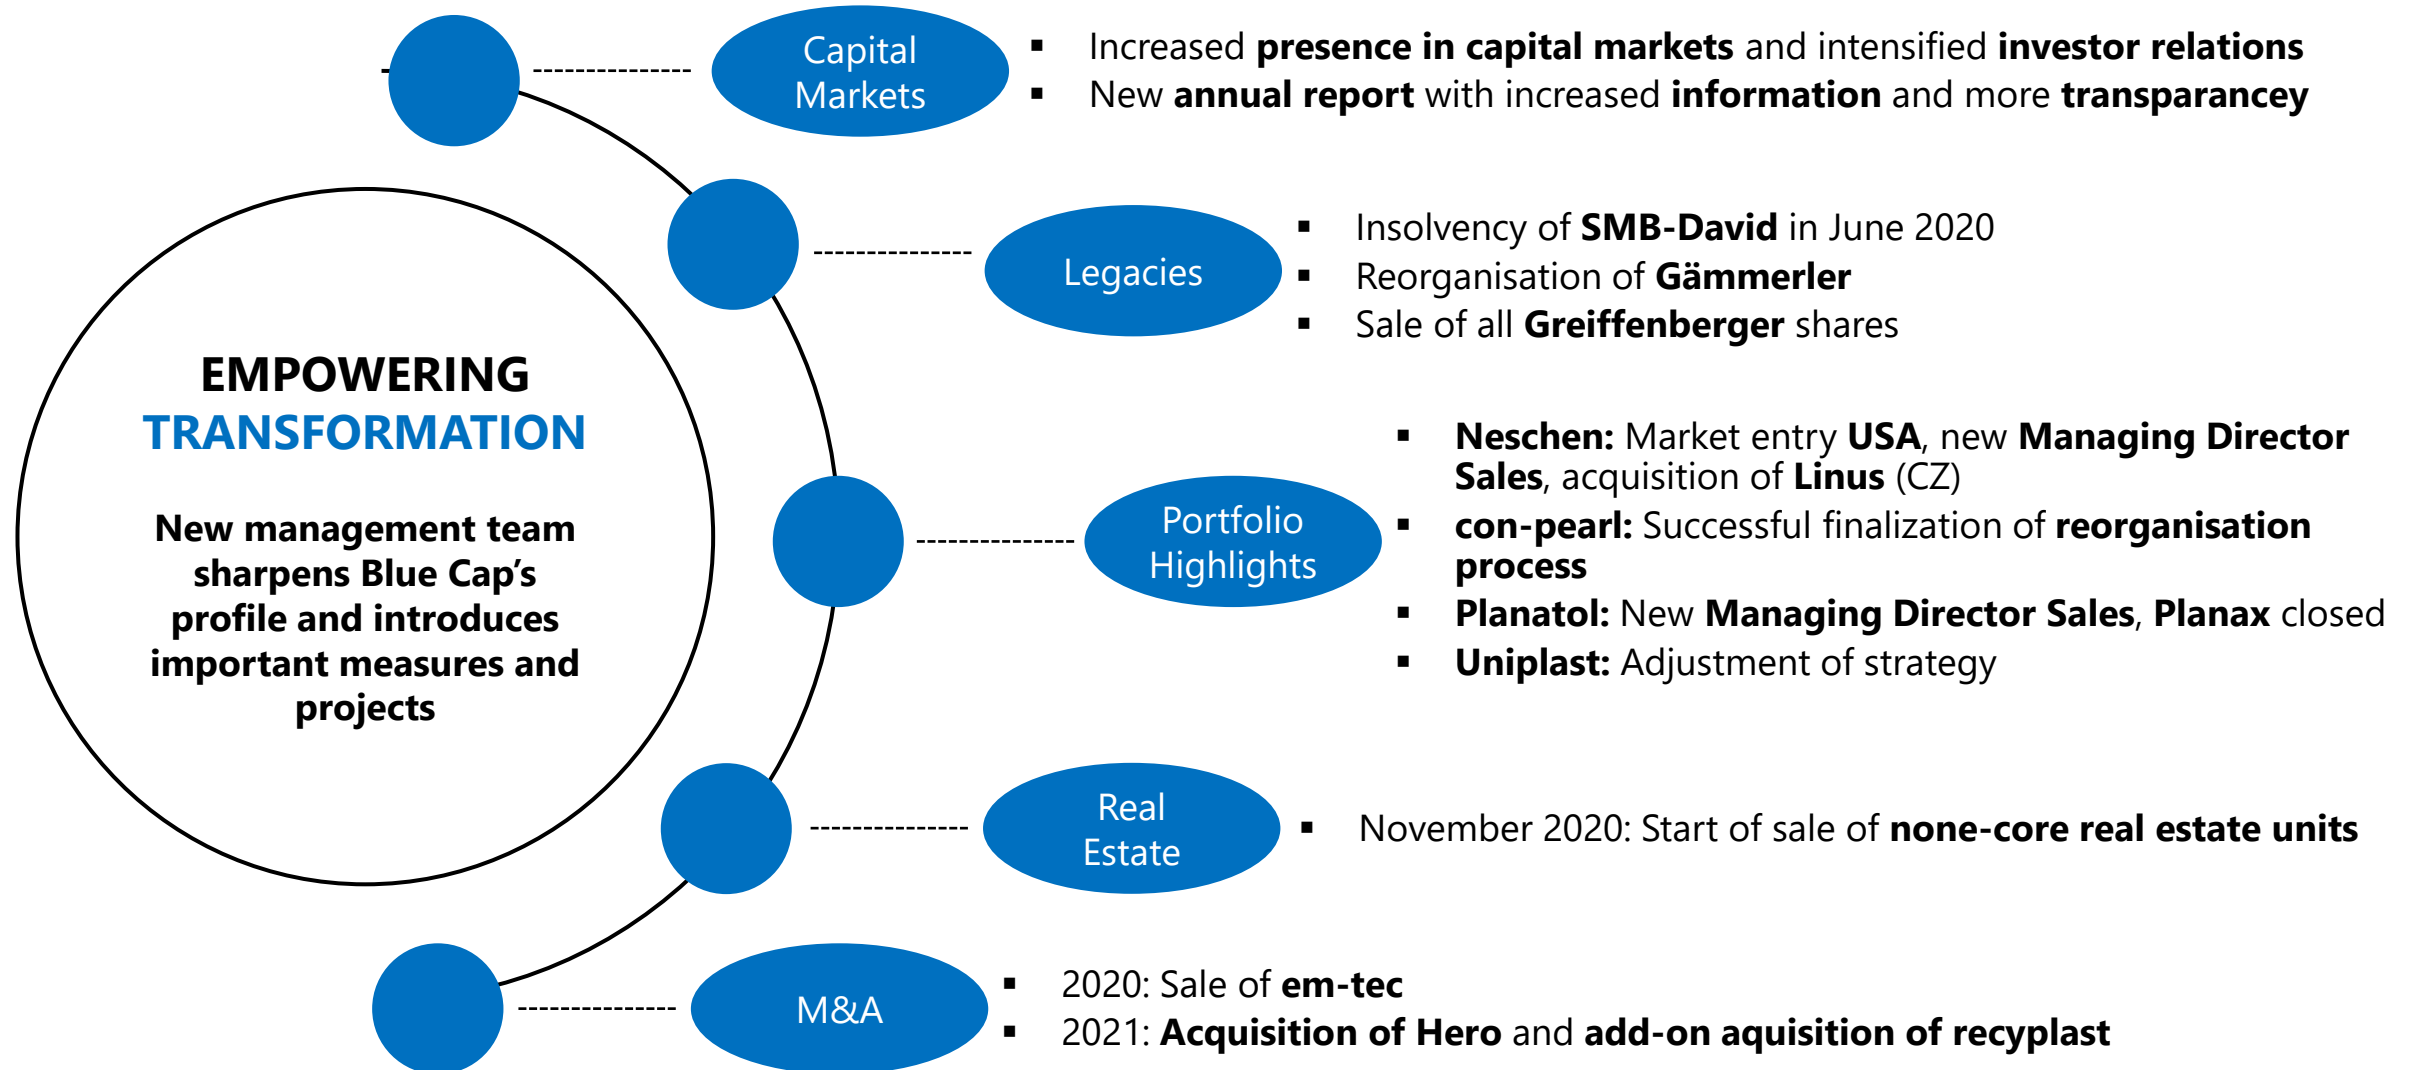 EMPOWERING
TRANSFORMATION
New management team
sharpens Blue Cap’s
profile and introduces
important measures and
projects
Capital
Markets
▪ Increased presence in capital markets and intensified investor relations
▪ New annual report with increased information and more transparancey
Legacies
▪ Insolvency of SMB-David in June 2020
▪ Reorganisation of Gämmerler
▪ Sale of all Greiffenberger shares
Portfolio
Highlights
▪ Neschen: Market entry USA, new Managing Director
Sales, acquisition of Linus (CZ)
▪ con-pearl: Successful finalization of reorganisation
process
▪ Planatol: New Managing Director Sales, Planax closed
▪ Uniplast: Adjustment of strategy
Real
Estate
▪ November 2020: Start of sale of none-core real estate units
M&A
▪ 2020: Sale of em-tec
▪ 2021: Acquisition of Hero and add-on aquisition of recyplast